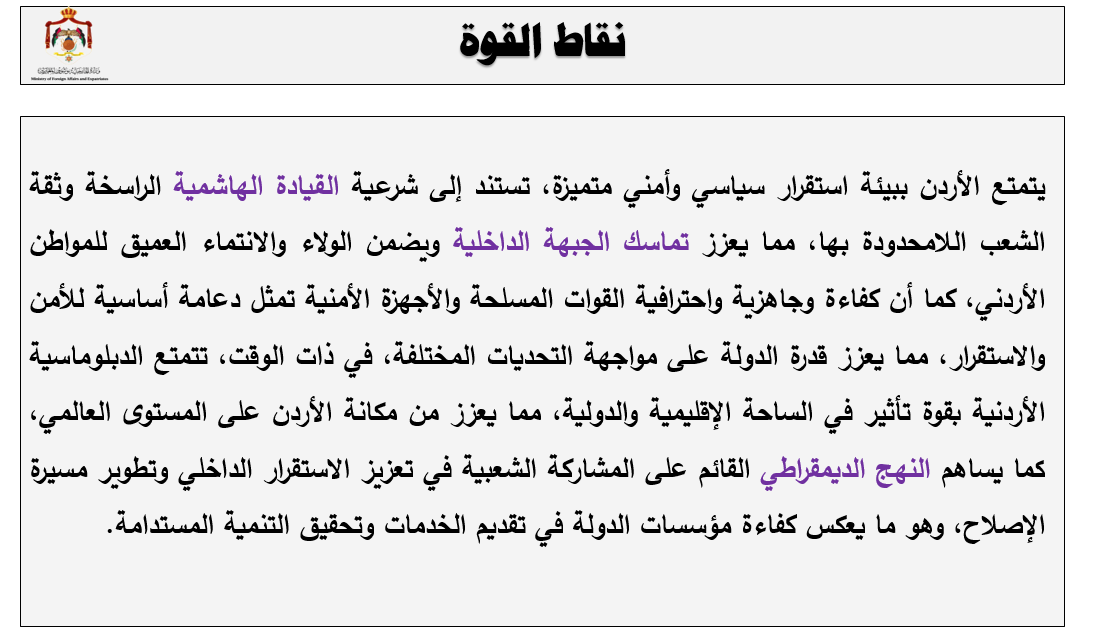 نقاط القوة
Ministry of Foreign Affairs and Expatriates
يتمتع الأردن ببيئة استقرار سياسي وأمني متميزة، تستند إلى شرعية القيادة الهاشمية الراسخة وثقة
الشعب اللامحدودة بها، مما يعزز تماسك الجبهة الداخلية ويضمن الولاء والانتماء العميق للمواطن
الأردني، كما أن كفاءة وجاهزية واحترافية القوات المسلحة والأجهزة الأمنية تمثل دعامة أساسية للأمن
والاستقرار، مما يعزز قدرة الدولة على مواجهة التحديات المختلفة، في ذات الوقت، تتمتع الدبلوماسية
الأردنية بقوة تأثير في الساحة الإقليمية والدولية، مما يعزز من مكانة الأردن على المستوى العالمي،
كما يساهم النهج الديمقراطي القائم على المشاركة الشعبية في تعزيز الاستقرار الداخلي وتطوير مسيرة
الإصلاح، وهو ما يعكس كفاءة مؤسسات الدولة في تقديم الخدمات وتحقيق التنمية المستدامة.